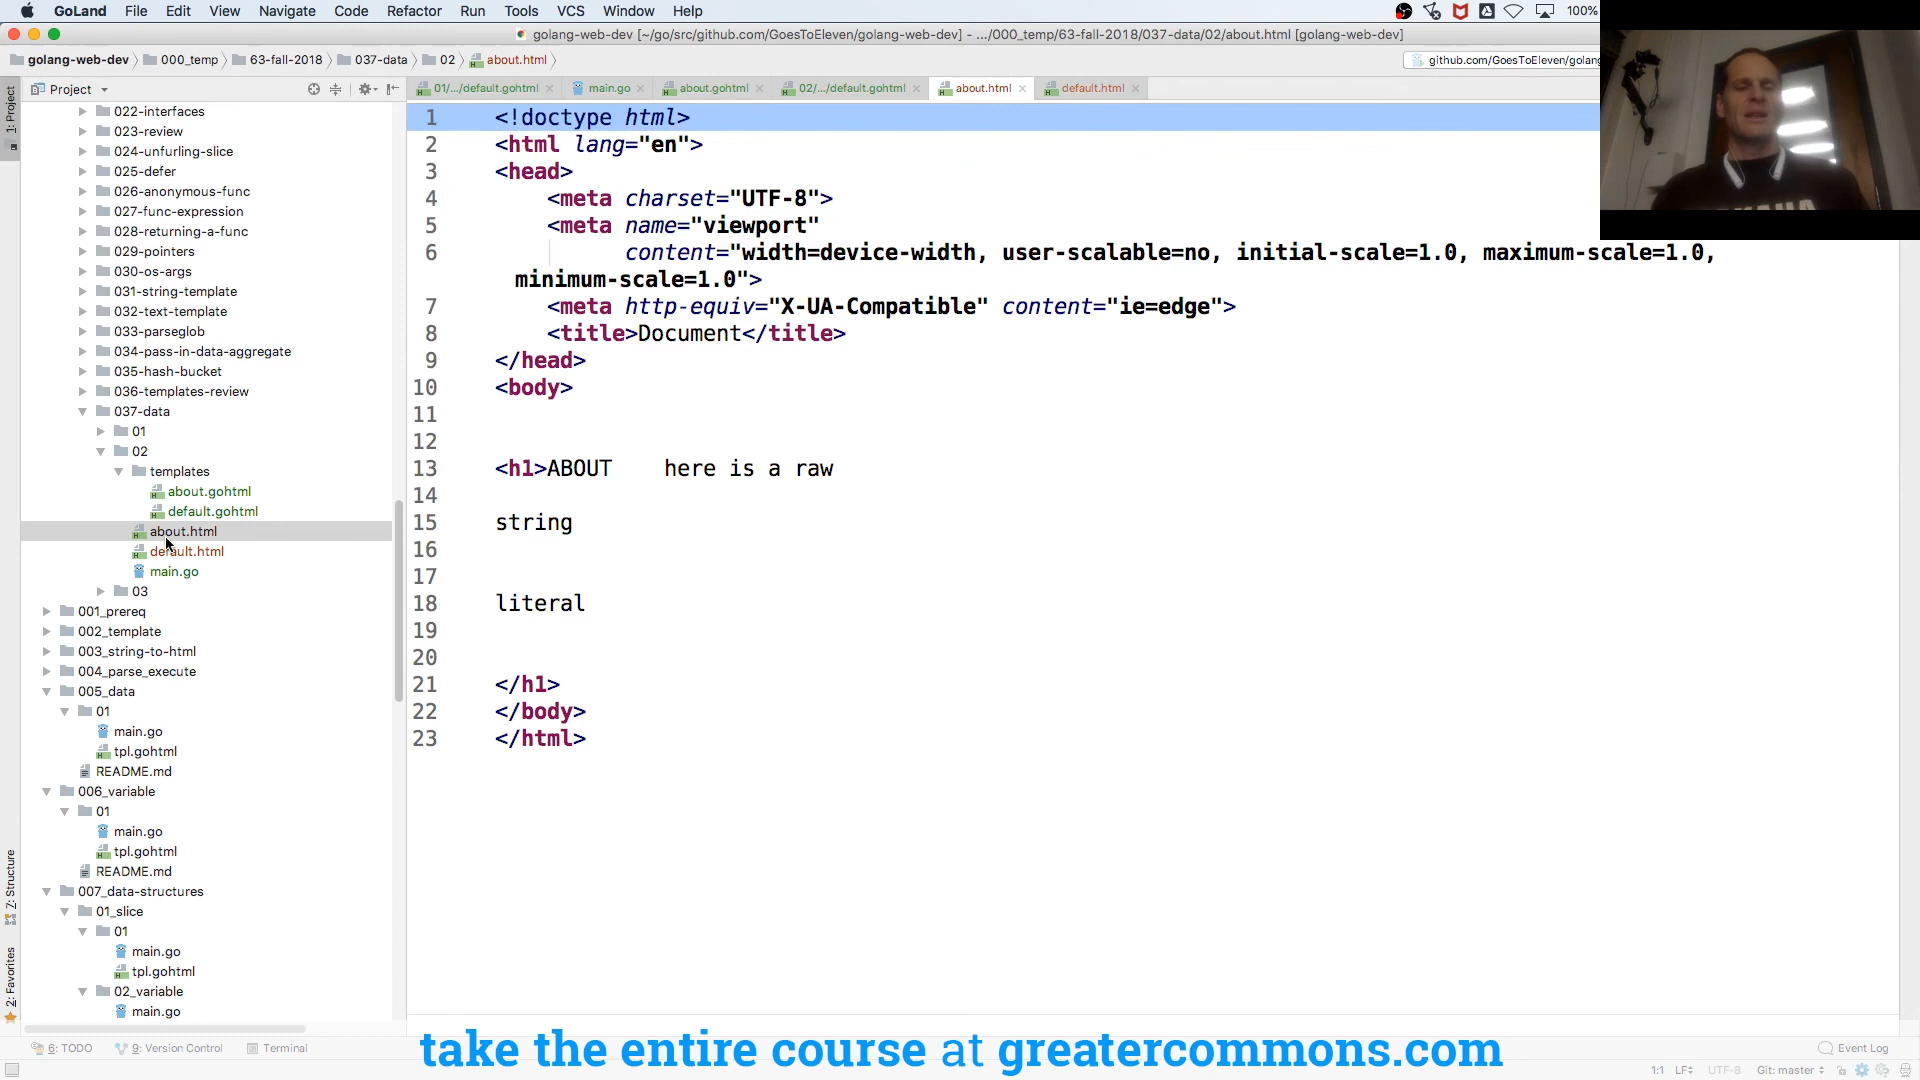 GoLand File Edit View Navigate Code Refactor Run Tools VCS Window Help 100%
golang-web-dev [~/go/src/github.com/GoesToEleven/golang-web-dev] - .../000_temp/63-fall-2018/037-data/02/about.html [golang-web-dev]
golang-web-dev 000_temp 63-fall-2018 037-data 02 about.html github.com/GoesToEleven/golang
Project 01/.../default.gohtml main.go about.gohtml 02/.../default.gohtml about.html default.html
1: Project
022-interfaces
023-review
024-unfurling-slice
025-defer
026-anonymous-func
027-func-expression
028-returning-a-func
029-pointers
030-os-args
031-string-template
032-text-template
033-parseglob
034-pass-in-data-aggregate
035-hash-bucket
036-templates-review
037-data
01
02
templates
about.gohtml
default.gohtml
about.html
default.html
main.go
03
001_prereq
002_template
003_string-to-html
004_parse_execute
005_data
01
main.go
tpl.gohtml
README.md
006_variable
01
main.go
tpl.gohtml
README.md
007_data-structures
01_slice
01
main.go
tpl.gohtml
02_variable
main.go
7: Structure
2: Favorites
1 <!doctype html>
2 <html lang="en">
3 <head>
4 <meta charset="UTF-8">
5 <meta name="viewport"
6 content="width=device-width, user-scalable=no, initial-scale=1.0, maximum-scale=1.0,
minimum-scale=1.0">
7 <meta http-equiv="X-UA-Compatible" content="ie=edge">
8 <title>Document</title>
9 </head>
10 <body>
11
12
13 <h1>ABOUT here is a raw
14
15 string
16
17
18 literal
19
20
21 </h1>
22 </body>
23 </html>
6: TODO 9: Version Control Terminal Event Log
take the entire course at greatercommons.com
1:1 LF UTF-8 Git: master